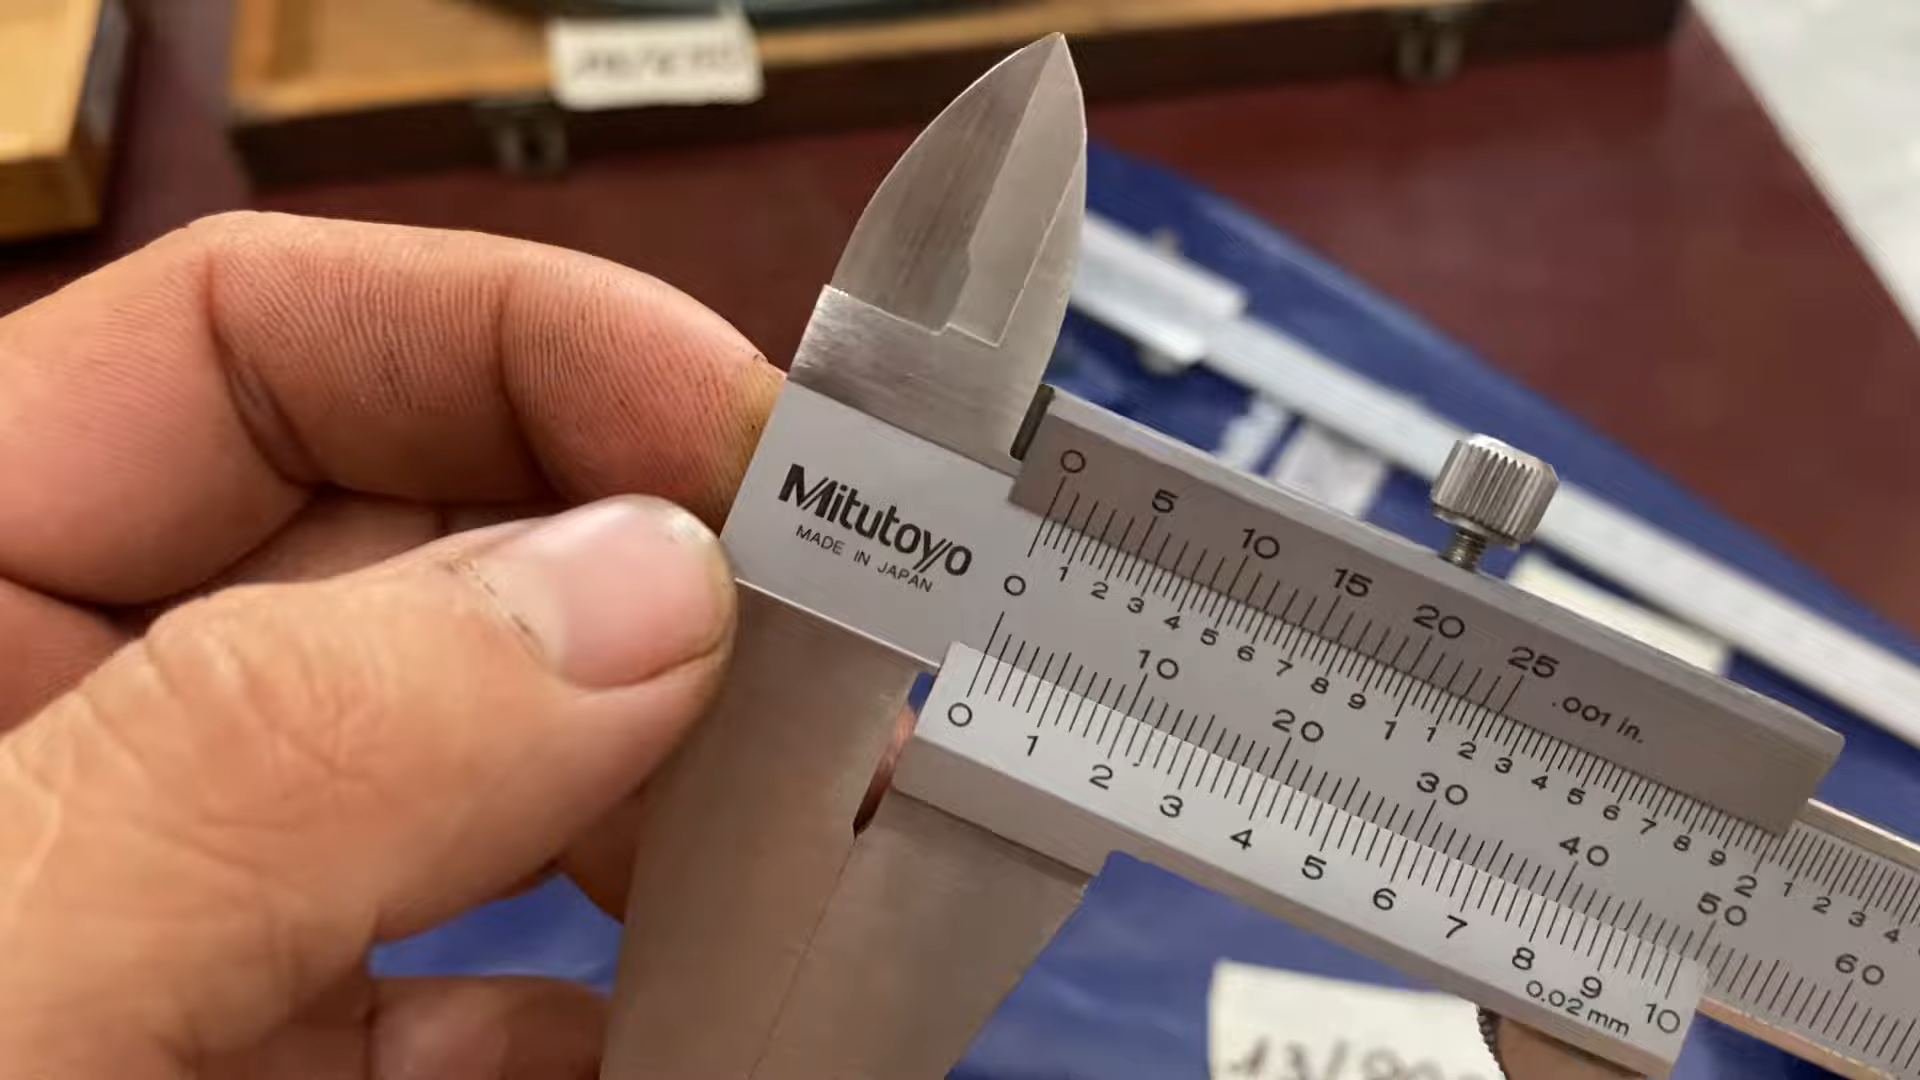 Mitutoyo
MADE IN JAPAN
0 5 10 15 20 25 .001 in.
0 1 2 3 4 5 6 7 8 9 1 1 2 3 4 5 6 7 8 9 2 1 2 3 4
10 20 30 40 50 60
0 1 2 3 4 5 6 7 8 9 10
0.02 mm